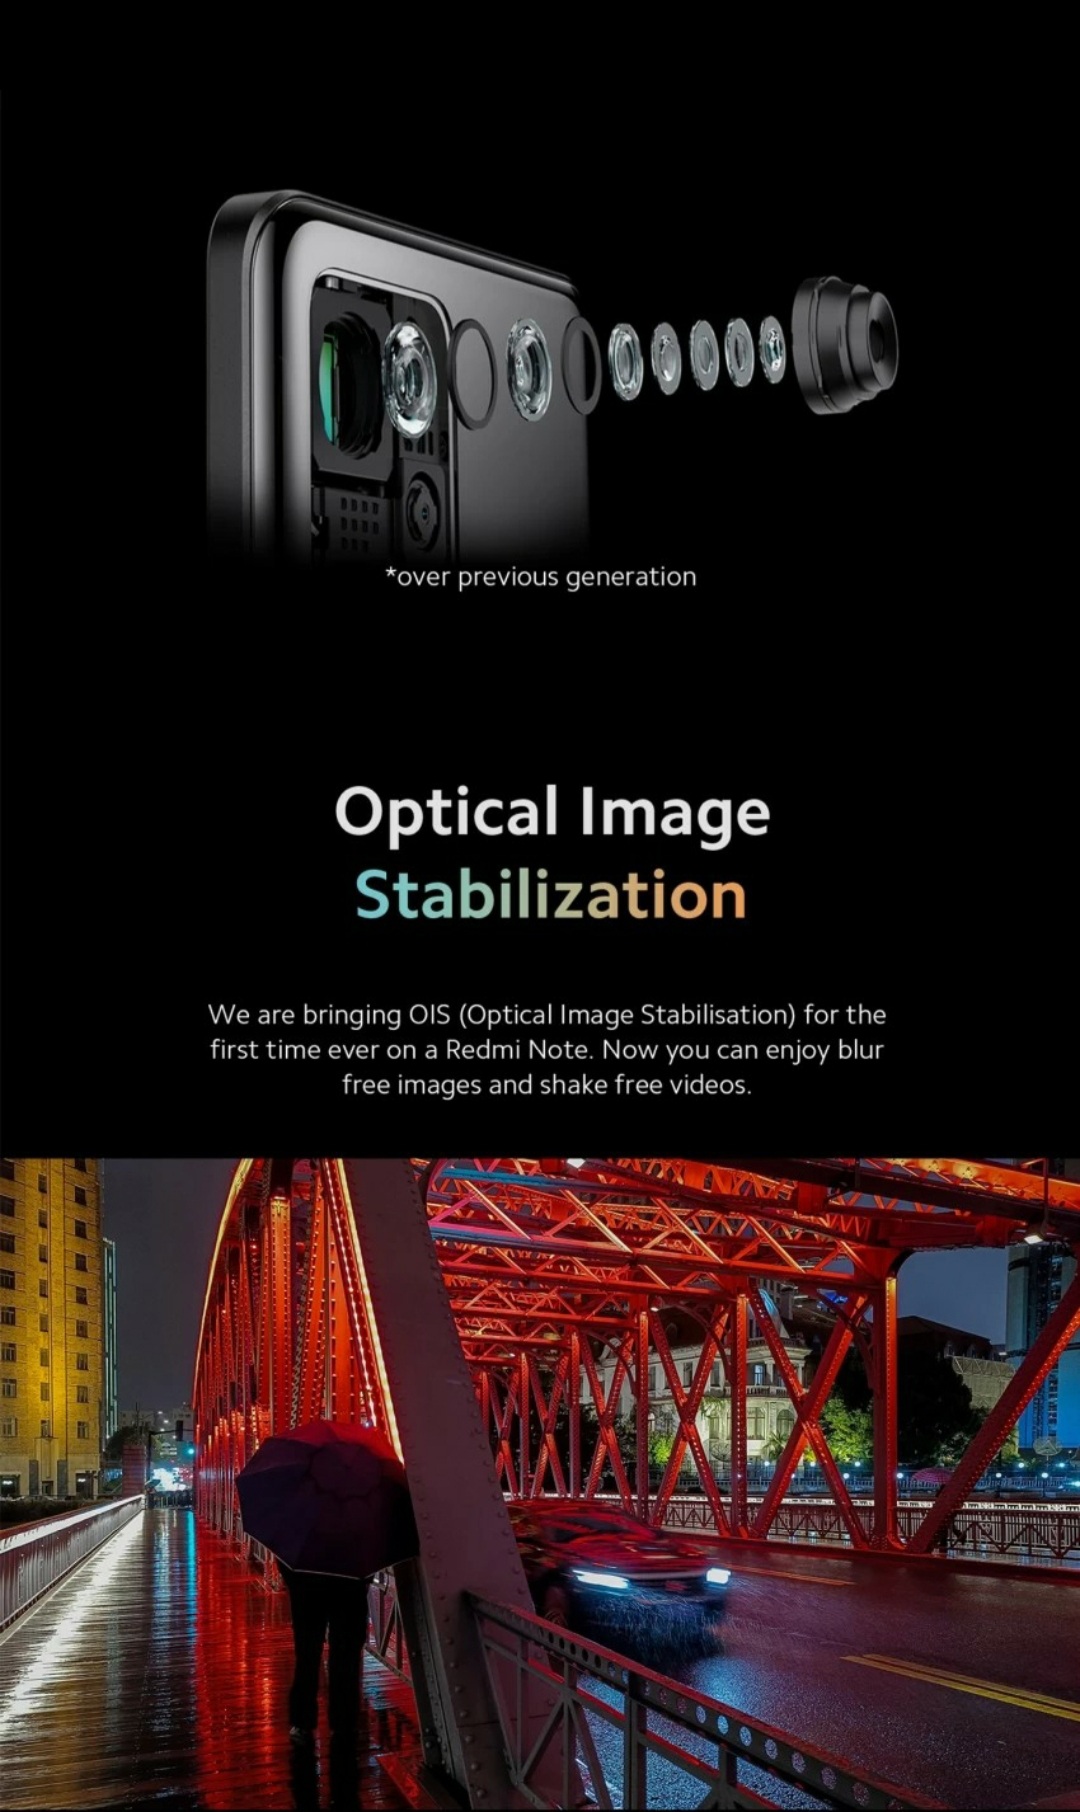 *over previous generation
Optical Image
Stabilization
We are bringing OIS (Optical Image Stabilisation) for the
first time ever on a Redmi Note. Now you can enjoy blur
free images and shake free videos.